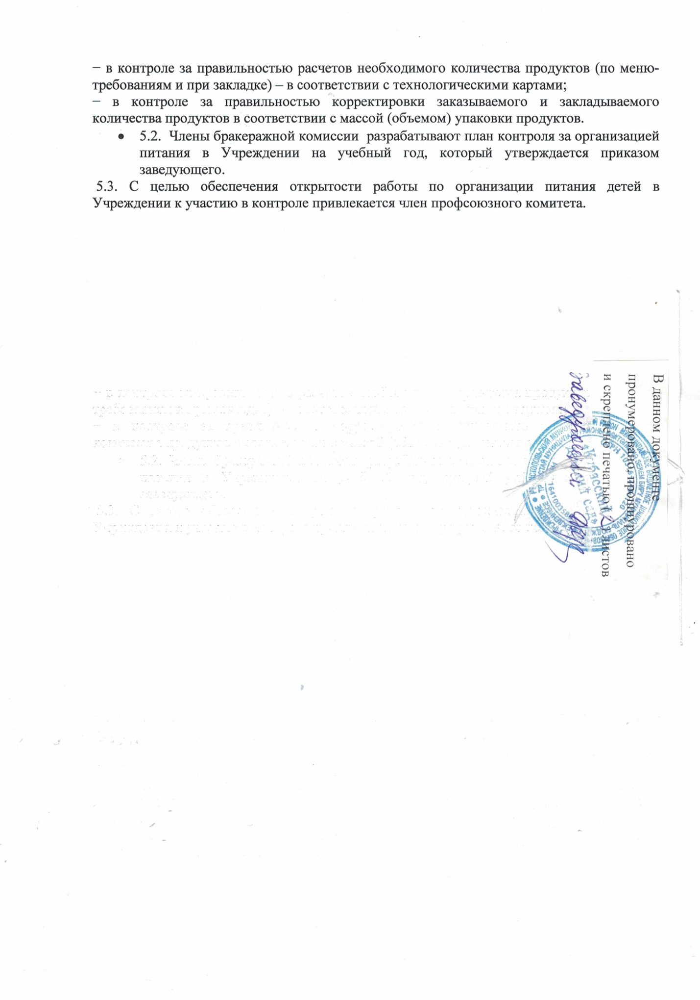 − в контроле за правильностью расчетов необходимого количества продуктов (по меню-
требованиям и при закладке) – в соответствии с технологическими картами;
− в контроле за правильностью корректировки заказываемого и закладываемого
количества продуктов в соответствии с массой (объемом) упаковки продуктов.
• 5.2. Члены бракеражной комиссии разрабатывают план контроля за организацией
питания в Учреждении на учебный год, который утверждается приказом
заведующего.
5.3. С целью обеспечения открытости работы по организации питания детей в
Учреждении к участию в контроле привлекается член профсоюзного комитета.
В данном документе
пронумеровано, прошнуровано
и скреплено печатью (2) листов
Заведующей